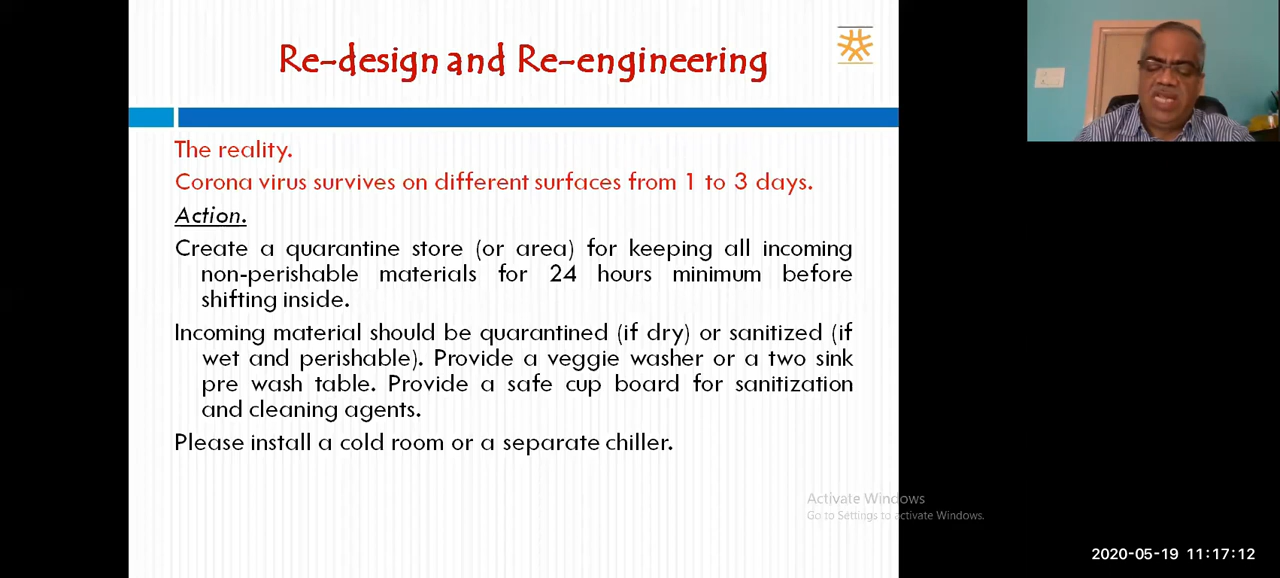 Re-design and Re-engineering
The reality.
Corona virus survives on different surfaces from 1 to 3 days.
Action.
Create a quarantine store (or area) for keeping all incoming
non-perishable materials for 24 hours minimum before
shifting inside.
Incoming material should be quarantined (if dry) or sanitized (if
wet and perishable). Provide a veggie washer or a two sink
pre wash table. Provide a safe cup board for sanitization
and cleaning agents.
Please install a cold room or a separate chiller.
Activate Windows
Go to Settings to activate Windows.
2020-05-19 11:17:12